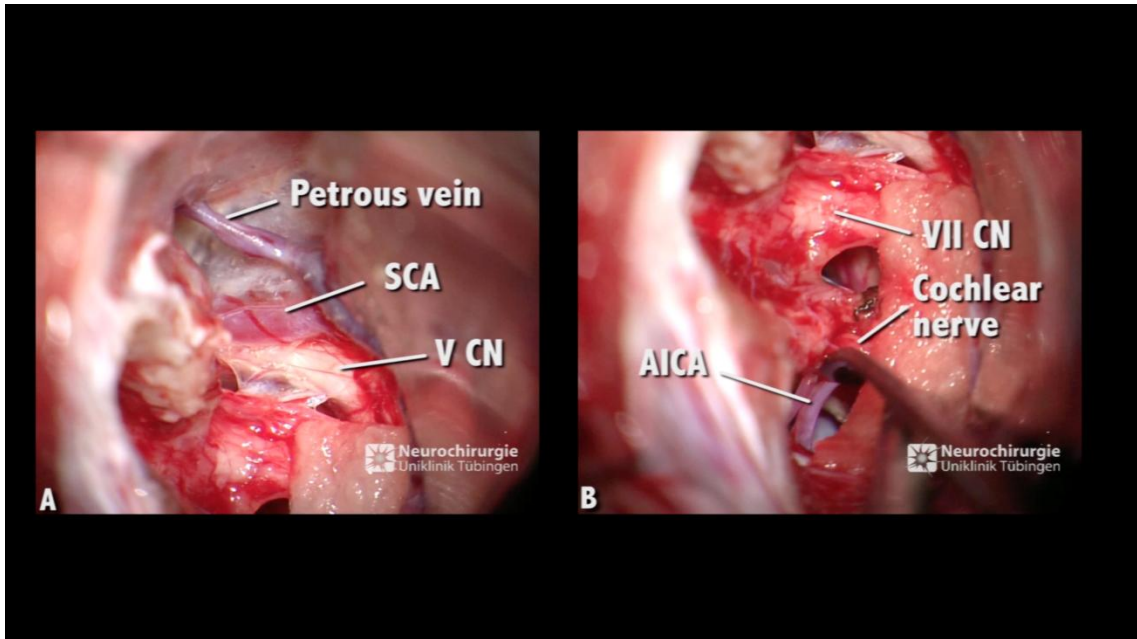 Petrous vein
SCA
V CN
Neurochirurgie
Uniklinik Tübingen
A
VII CN
Cochlear
nerve
AICA
Neurochirurgie
Uniklinik Tübingen
B